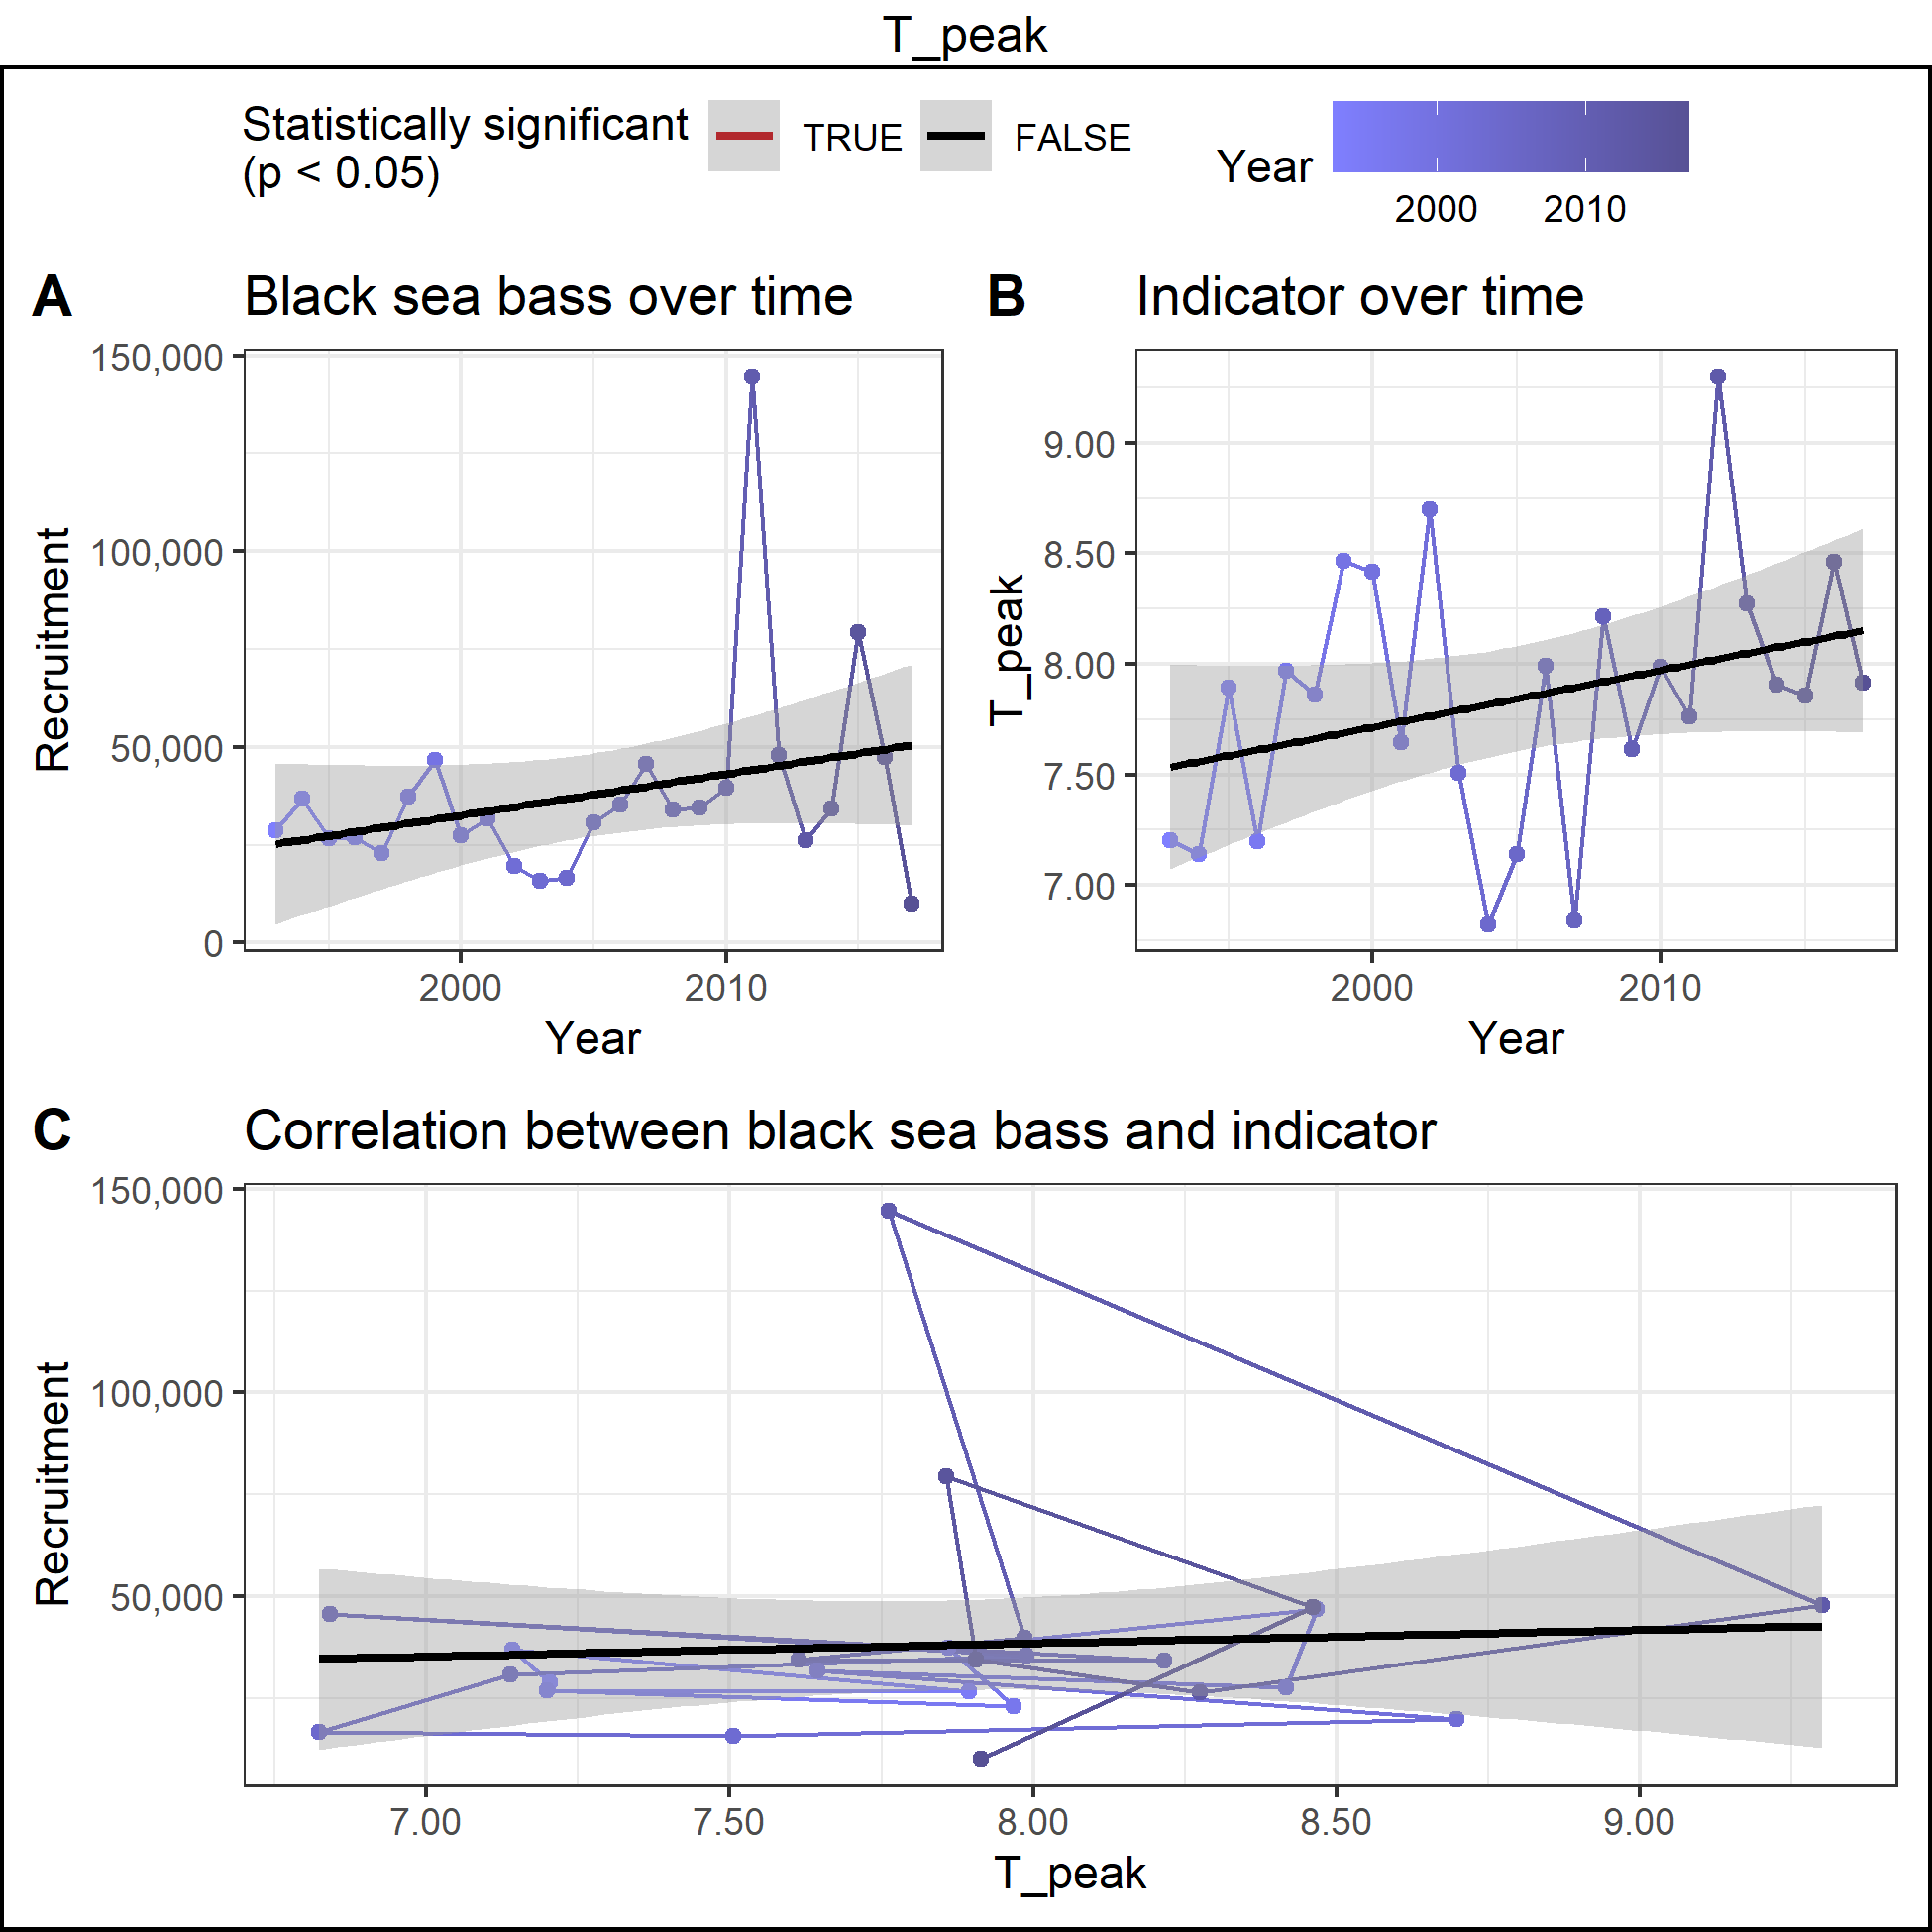 T_peak
Statistically significant
(p < 0.05)
TRUE
FALSE
Year
2000
2010
A
Black sea bass over time
150,000
100,000
50,000
0
Recruitment
2000
2010
Year
B
Indicator over time
9.00
8.50
8.00
7.50
7.00
T_peak
2000
2010
Year
C
Correlation between black sea bass and indicator
150,000
100,000
50,000
Recruitment
7.00
7.50
8.00
8.50
9.00
T_peak